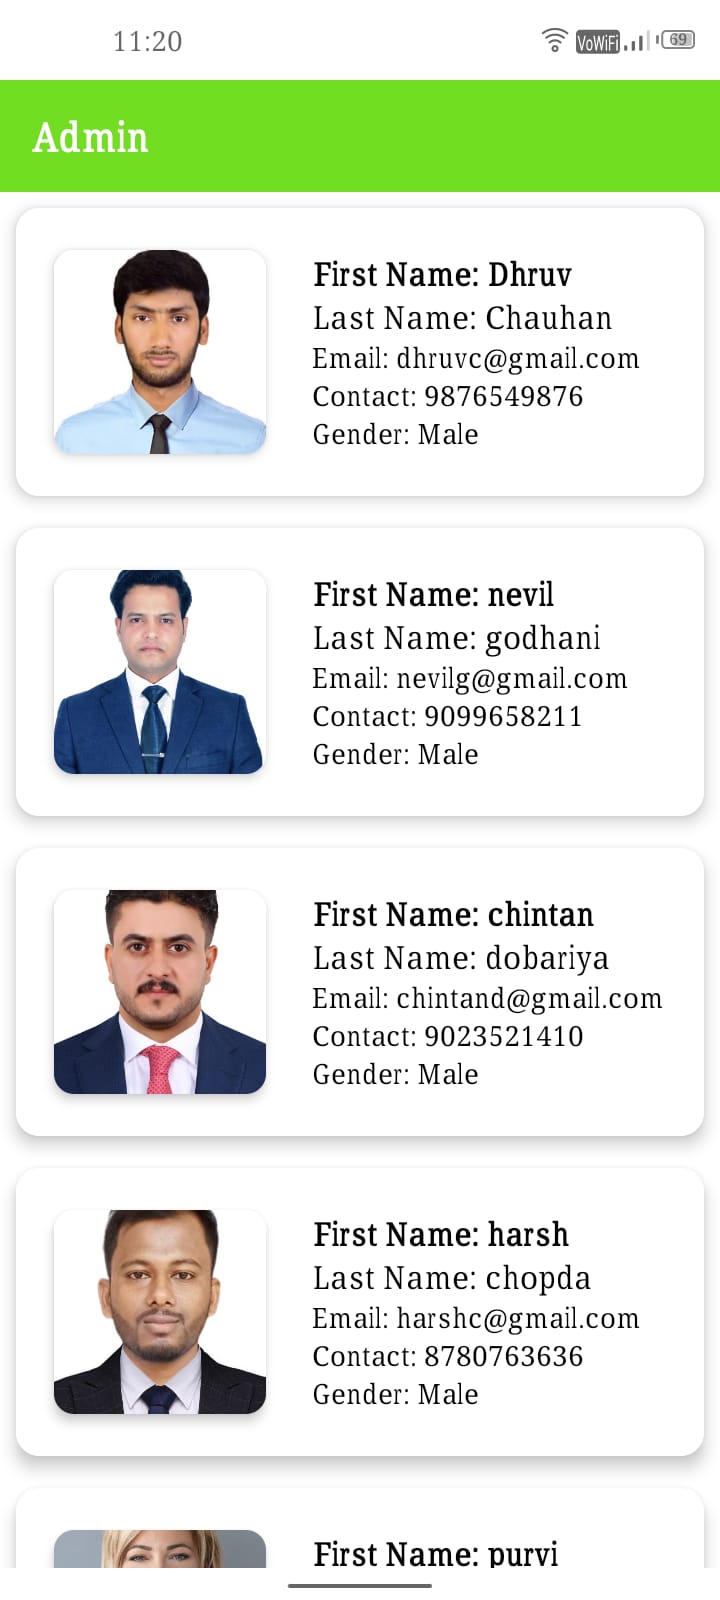 11:20
VoWiFi
69
Admin
First Name: Dhruv
Last Name: Chauhan
Email: dhruvc@gmail.com
Contact: 9876549876
Gender: Male
First Name: nevil
Last Name: godhani
Email: nevilg@gmail.com
Contact: 9099658211
Gender: Male
First Name: chintan
Last Name: dobariya
Email: chintand@gmail.com
Contact: 9023521410
Gender: Male
First Name: harsh
Last Name: chopda
Email: harshc@gmail.com
Contact: 8780763636
Gender: Male
First Name: purvi